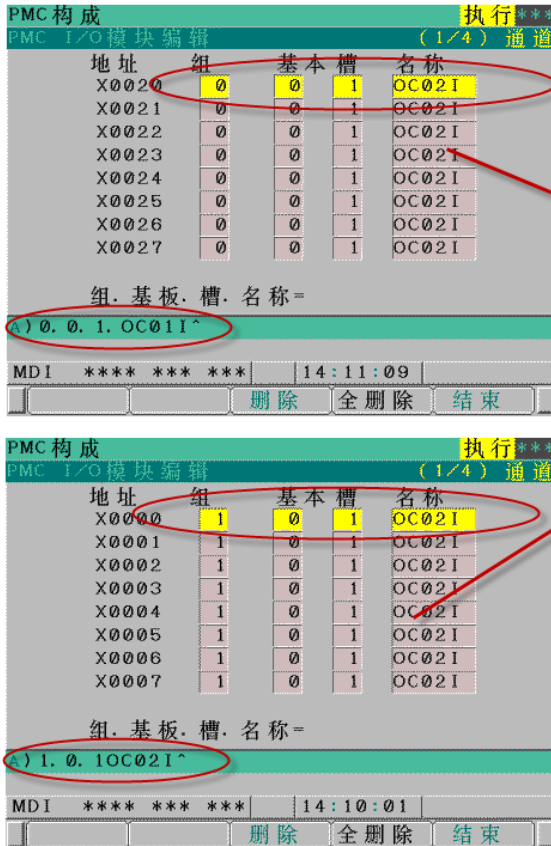 PMC构成 执行***
PMC I/O模块编辑 (1/4) 通道
地址 组 基本 槽 名称
X0020 0 0 1 OC02I
X0021 0 0 1 OC02I
X0022 0 0 1 OC02I
X0023 0 0 1 OC02I
X0024 0 0 1 OC02I
X0025 0 0 1 OC02I
X0026 0 0 1 OC02I
X0027 0 0 1 OC02I
组.基板.槽.名称=
A)0.0.1.OC01I^
MDI **** *** *** 14:11:09
删除 全删除 结束
PMC构成 执行***
PMC I/O模块编辑 (1/4) 通道
地址 组 基本 槽 名称
X0000 1 0 1 OC02I
X0001 1 0 1 OC02I
X0002 1 0 1 OC02I
X0003 1 0 1 OC02I
X0004 1 0 1 OC02I
X0005 1 0 1 OC02I
X0006 1 0 1 OC02I
X0007 1 0 1 OC02I
组.基板.槽.名称=
A)1.0.1OC02I^
MDI **** *** *** 14:10:01
删除 全删除 结束